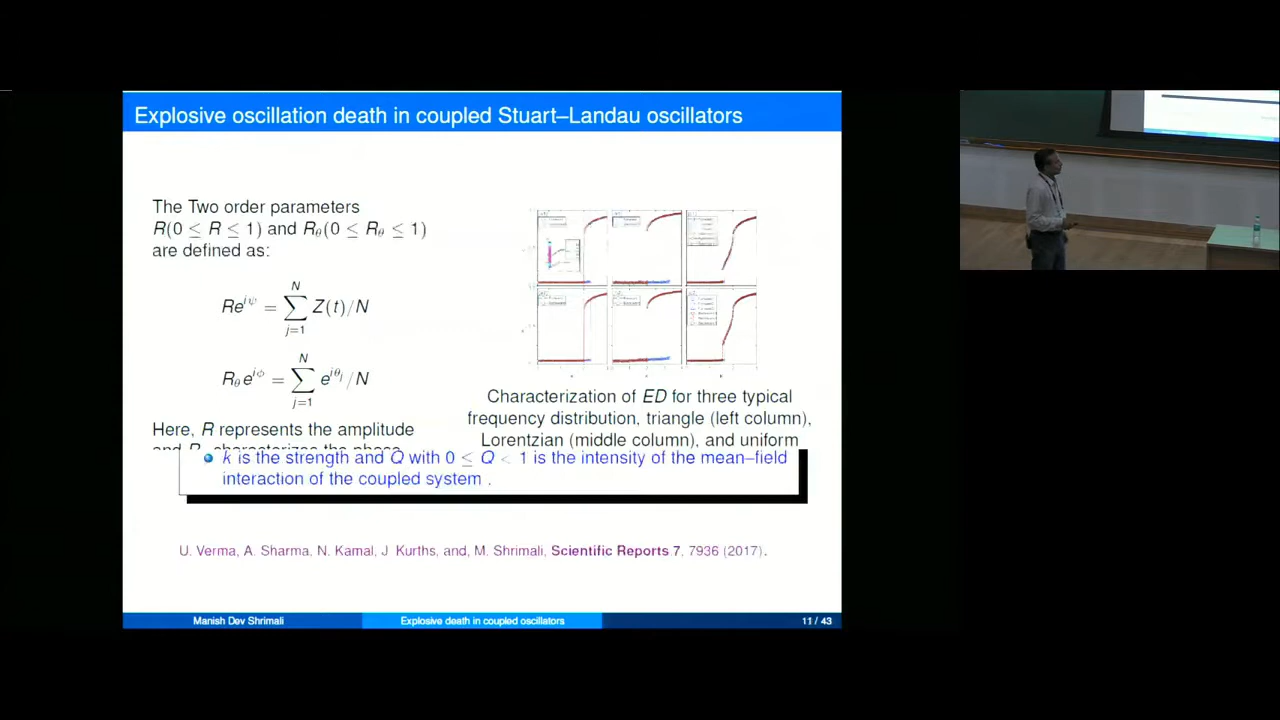 Explosive oscillation death in coupled Stuart–Landau oscillators
The Two order parameters
R(0 ≤ R ≤ 1) and R_θ(0 ≤ R_θ ≤ 1)
are defined as:
Re^{iψ} = ∑_{j=1}^{N} Z(t)/N
R_θ e^{iϕ} = ∑_{j=1}^{N} e^{iθ_j}/N
Here, R represents the amplitude
Characterization of ED for three typical
frequency distribution, triangle (left column),
Lorentzian (middle column), and uniform
k is the strength and Q with 0 ≤ Q < 1 is the intensity of the mean–field
interaction of the coupled system .
U. Verma, A. Sharma, N. Kamal, J. Kurths, and, M. Shrimali, Scientific Reports 7, 7936 (2017).
Manish Dev Shrimali
Explosive death in coupled oscillators
11 / 43